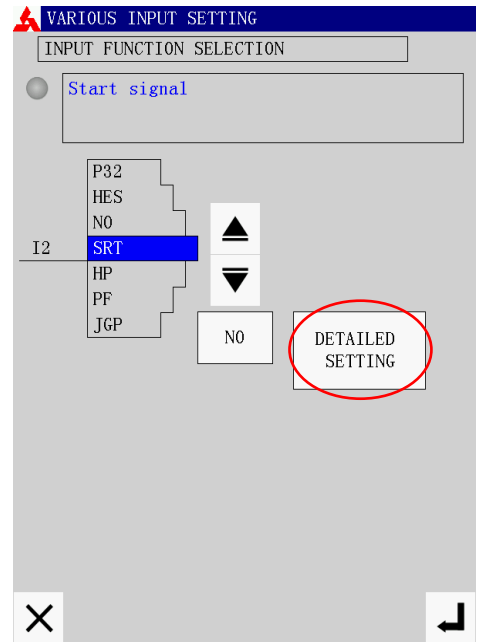 VARIOUS INPUT SETTING
INPUT FUNCTION SELECTION
Start signal
P32
HES
NO
I2 SRT
HP
PF
JGP
NO
DETAILED
SETTING